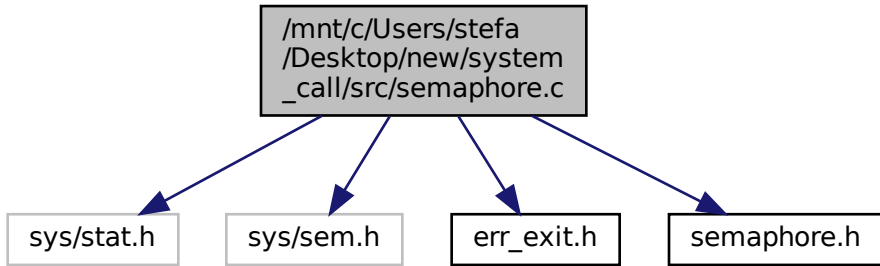 /mnt/c/Users/stefa
/Desktop/new/system
_call/src/semaphore.c
sys/stat.h
sys/sem.h
err_exit.h
semaphore.h